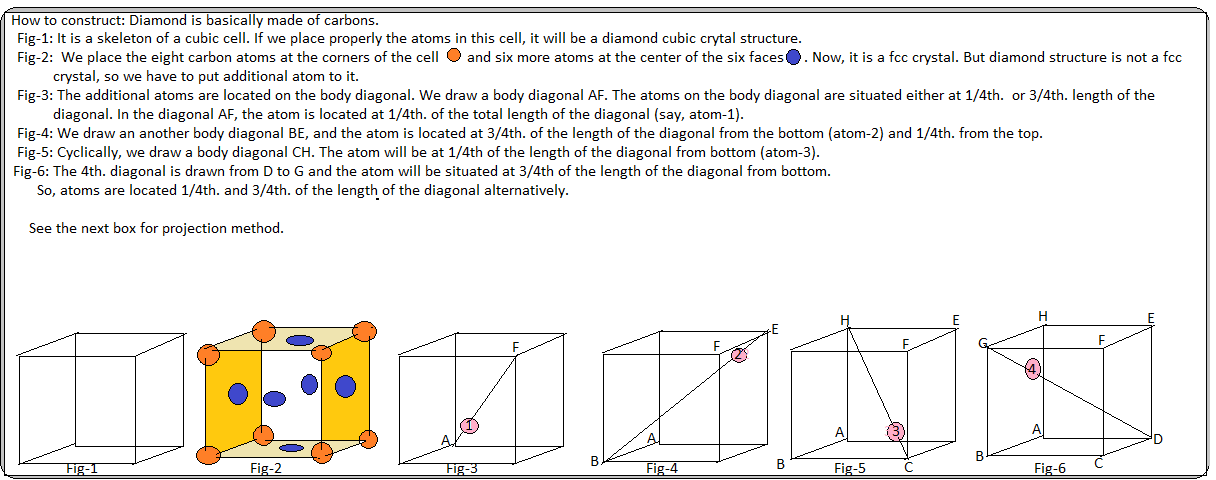 How to construct: Diamond is basically made of carbons.
Fig-1: It is a skeleton of a cubic cell. If we place properly the atoms in this cell, it will be a diamond cubic crytal structure.
Fig-2: We place the eight carbon atoms at the corners of the cell and six more atoms at the center of the six faces . Now, it is a fcc crystal. But diamond structure is not a fcc
crystal, so we have to put additional atom to it.
Fig-3: The additional atoms are located on the body diagonal. We draw a body diagonal AF. The atoms on the body diagonal are situated either at 1/4th. or 3/4th. length of the
diagonal. In the diagonal AF, the atom is located at 1/4th. of the total length of the diagonal (say, atom-1).
Fig-4: We draw an another body diagonal BE, and the atom is located at 3/4th. of the length of the diagonal from the bottom (atom-2) and 1/4th. from the top.
Fig-5: Cyclically, we draw a body diagonal CH. The atom will be at 1/4th of the length of the diagonal from bottom (atom-3).
Fig-6: The 4th. diagonal is drawn from D to G and the atom will be situated at 3/4th of the length of the diagonal from bottom.
So, atoms are located 1/4th. and 3/4th. of the length of the diagonal alternatively.
See the next box for projection method.
Fig-1
Fig-2
F
1
A
Fig-3
E
F
2
A
B
Fig-4
H
E
F
A
3
B
C
Fig-5
H
E
G
F
4
A
D
B
C
Fig-6